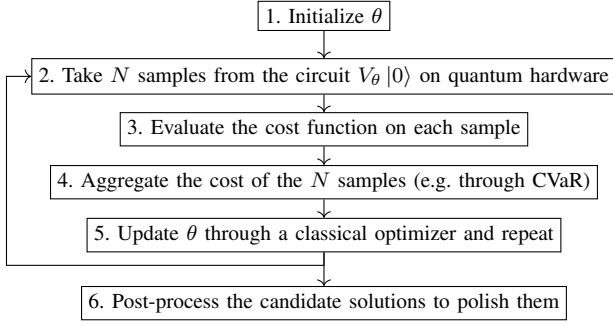 1. Initialize θ
2. Take N samples from the circuit V_θ |0⟩ on quantum hardware
3. Evaluate the cost function on each sample
4. Aggregate the cost of the N samples (e.g. through CVaR)
5. Update θ through a classical optimizer and repeat
6. Post-process the candidate solutions to polish them